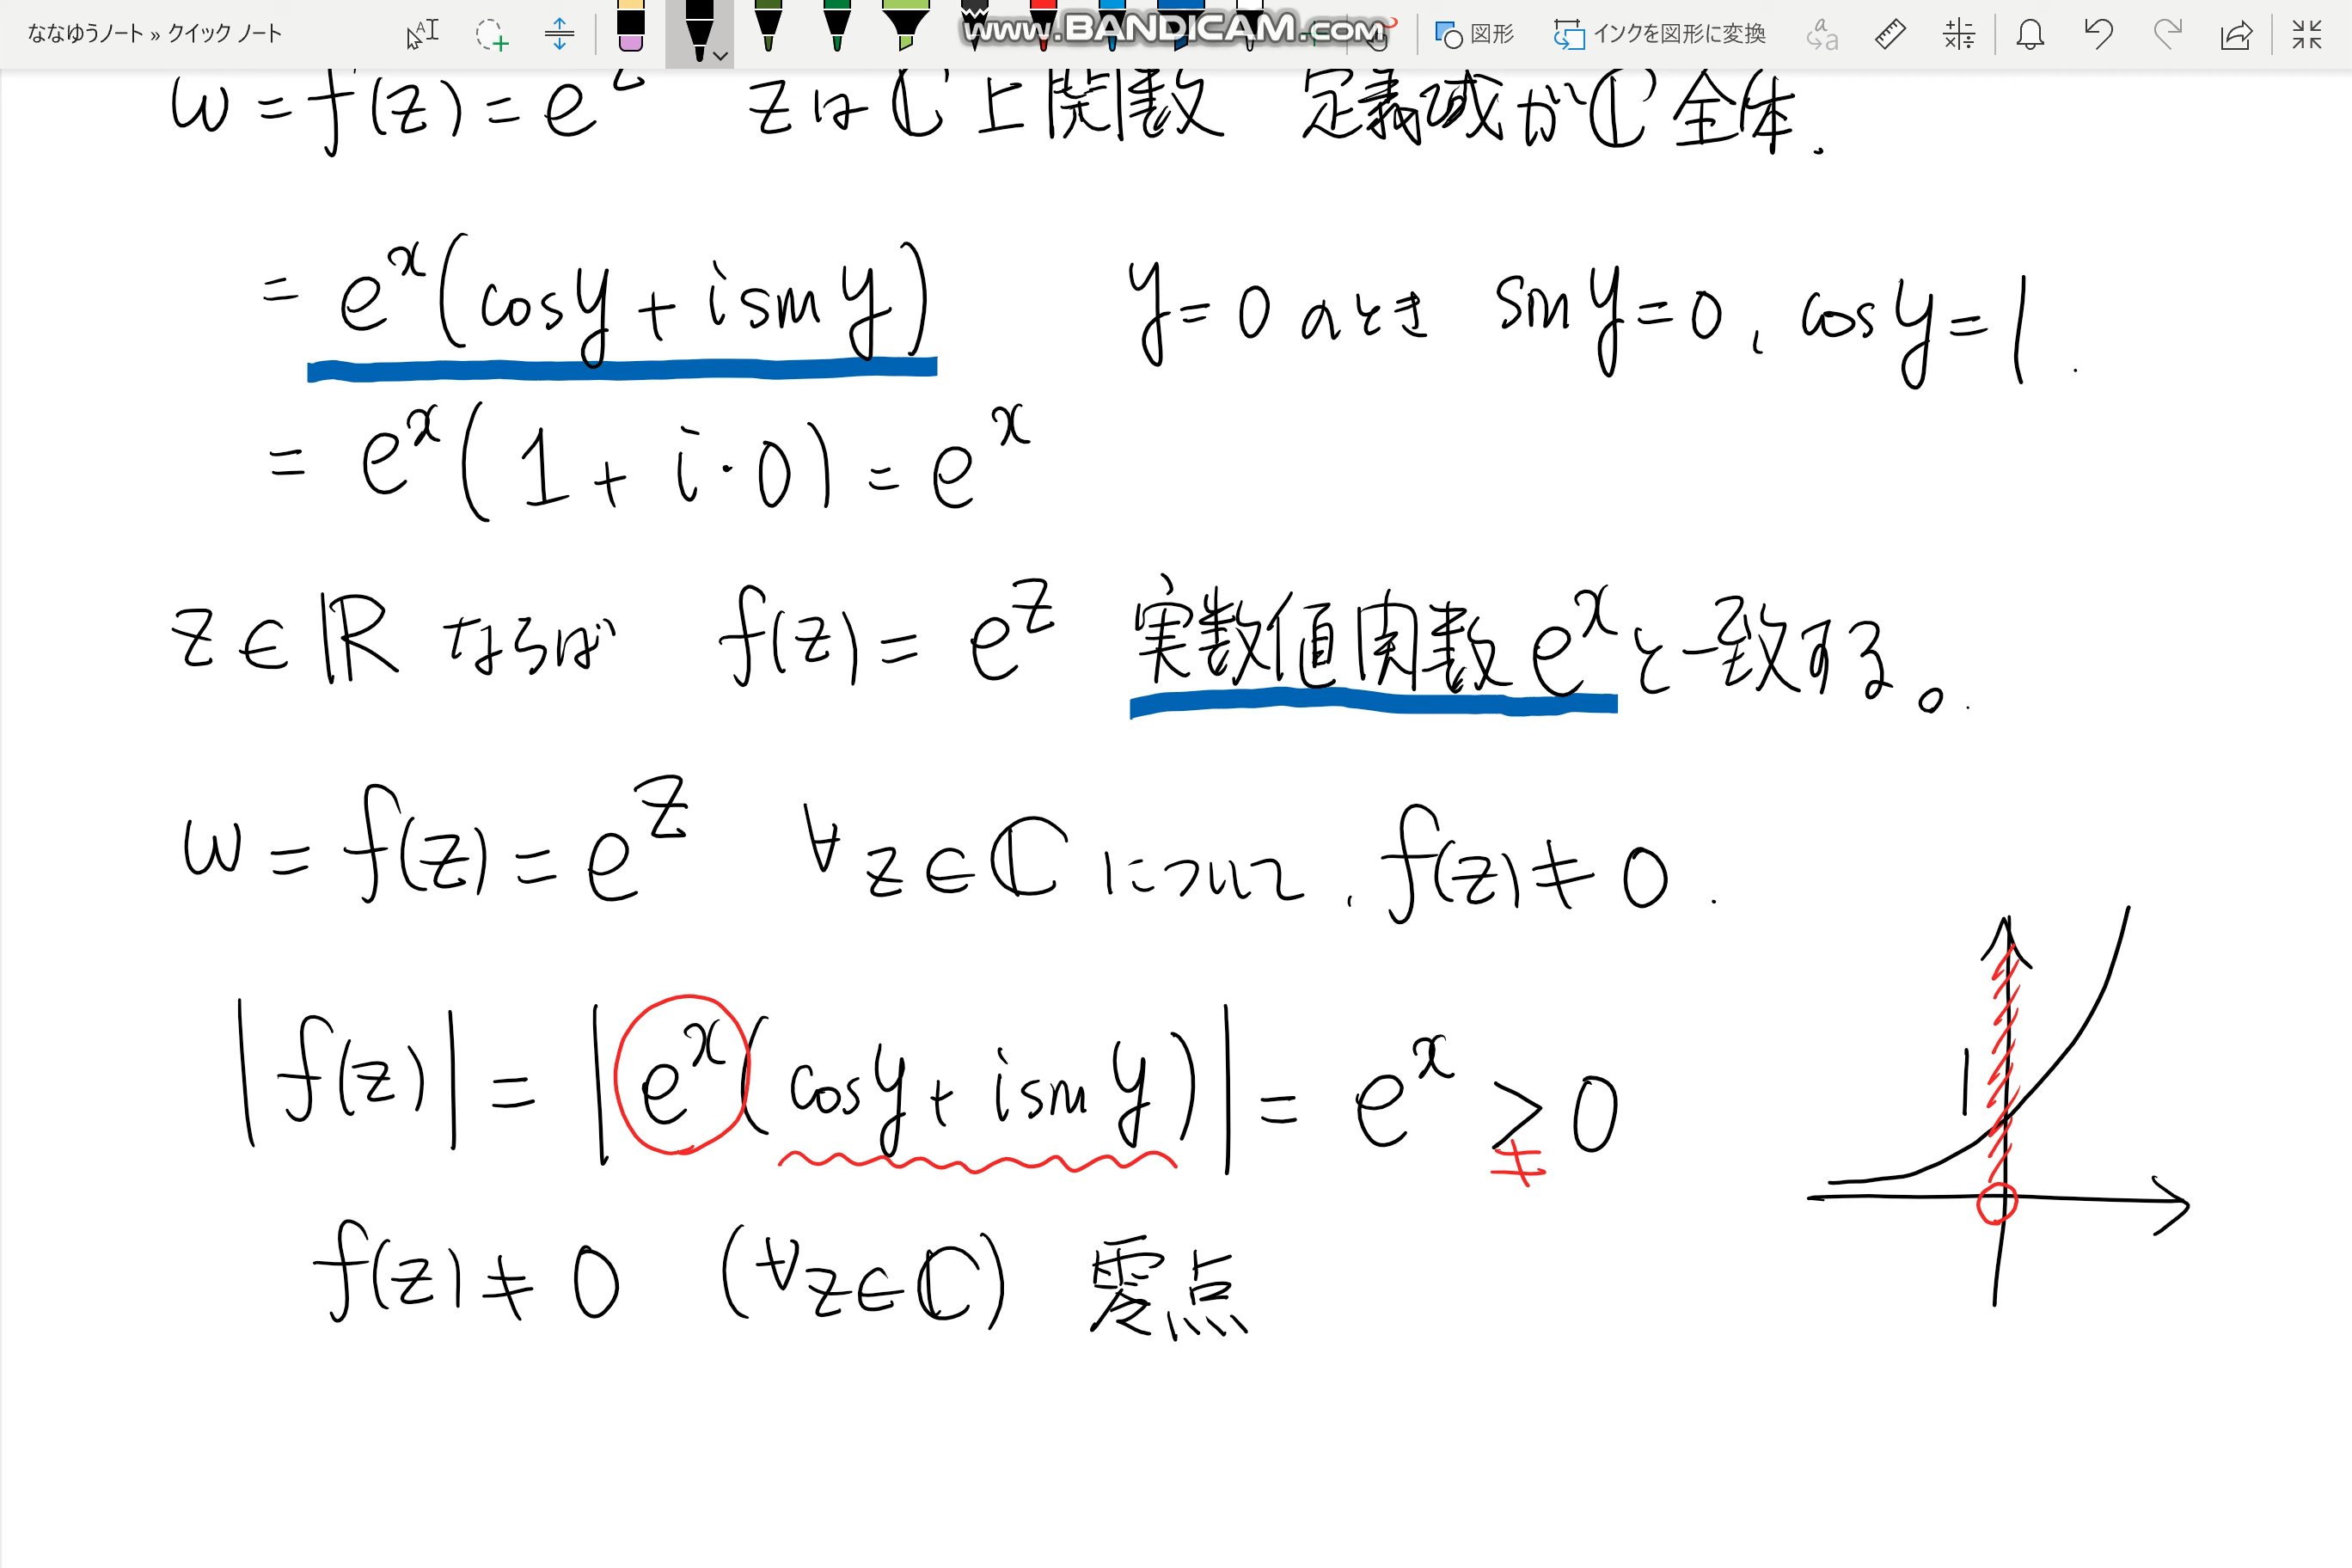 ななゆうノート » クイック ノート
www.BANDICAM.com
図形 インクを図形に変換
w = f(z) = e^z zは ℂ上関数 定義域がℂ全体.
= e^x(cos y + i sin y) y=0 のとき sin y = 0, cos y = 1.
= e^x(1 + i・0) = e^x
z∈ℝ ならば f(z) = e^z 実数値関数 e^x と一致する。
w = f(z) = e^z ∀z∈ℂ について, f(z) ≠ 0.
|f(z)| = |e^x(cos y + i sin y)| = e^x ≩ 0
1
f(z) ≠ 0 (∀z∈ℂ) 零点